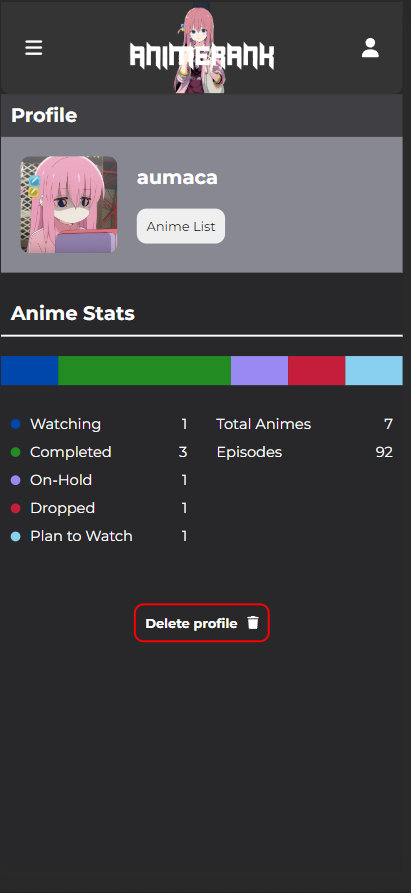 ANIMERANK
Profile
aumaca
Anime List
Anime Stats
Watching 1
Completed 3
On-Hold 1
Dropped 1
Plan to Watch 1
Total Animes 7
Episodes 92
Delete profile